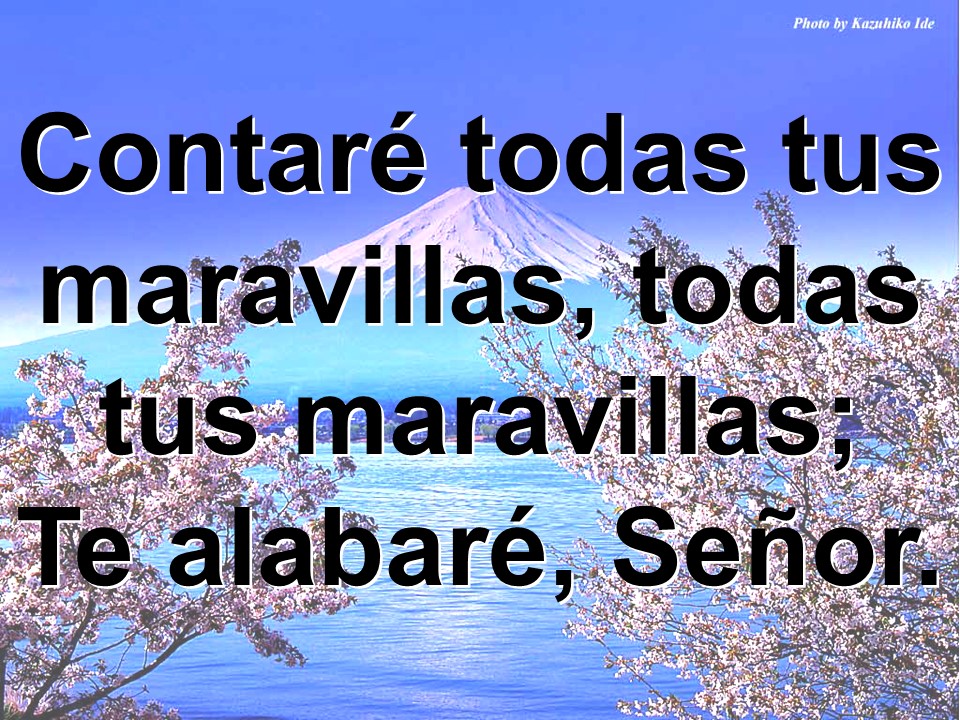 Photo by Kazuhiko Ide
Contaré todas tus
maravillas, todas
tus maravillas;
Te alabaré, Señor.